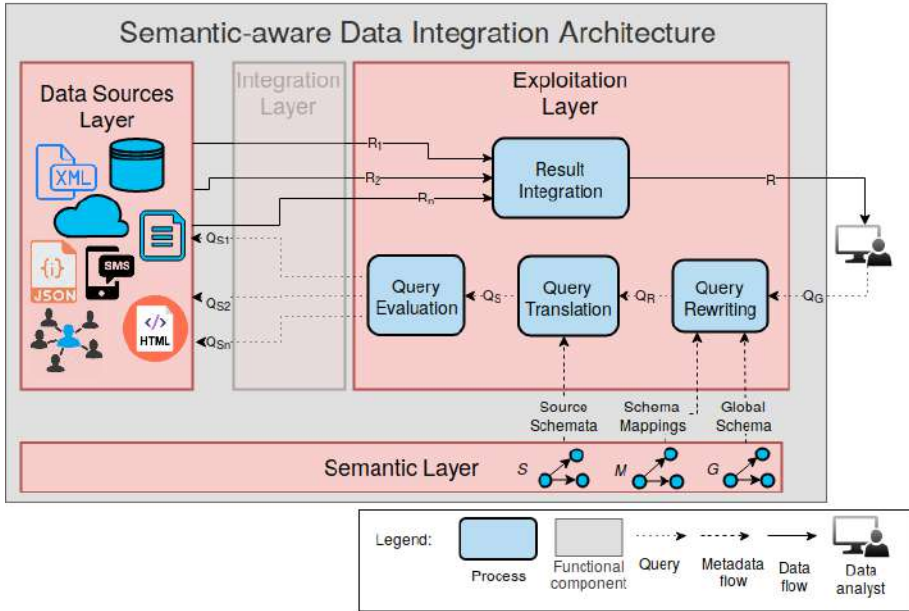 Semantic-aware Data Integration Architecture
Data Sources
Layer
Integration
Layer
Exploitation
Layer
XML
SMS
{i}
JSON
</>
HTML
R1
R2
Rn
Result
Integration
R
QS1
QS2
QSn
Query
Evaluation
QS
Query
Translation
QR
Query
Rewriting
QG
Source
Schemata
Schema
Mappings
Global
Schema
Semantic Layer
S
M
G
Legend:
Process
Functional
component
Query
Metadata
flow
Data
flow
Data
analyst